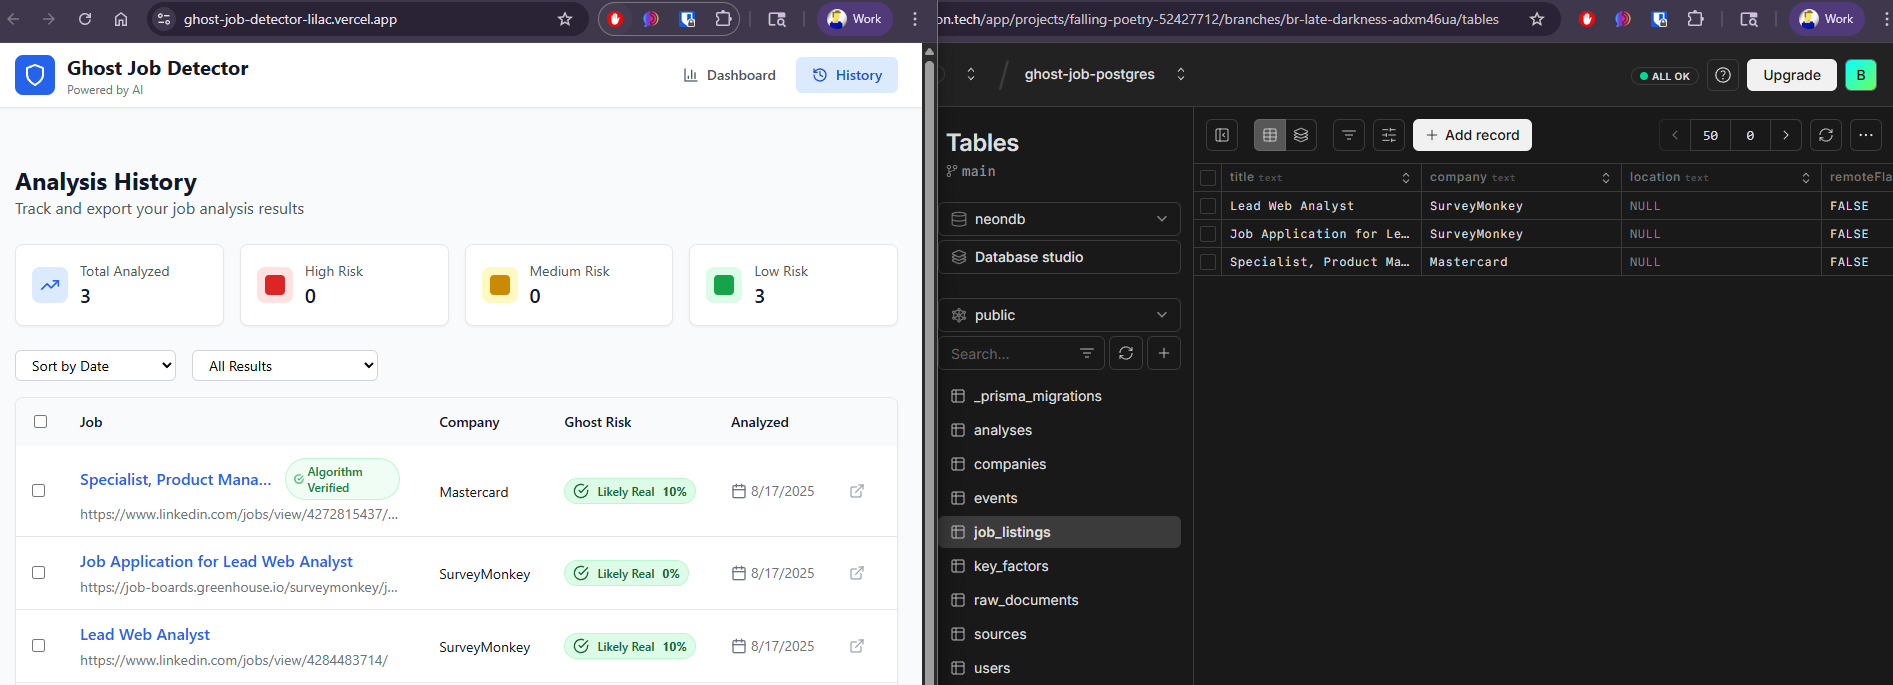 ghost-job-detector-lilac.vercel.app
Work
Ghost Job Detector
Powered by AI
Dashboard
History
Analysis History
Track and export your job analysis results
Total Analyzed
3
High Risk
0
Medium Risk
0
Low Risk
3
Sort by Date
All Results
Job
Company
Ghost Risk
Analyzed
Specialist, Product Mana...
Algorithm
Verified
https://www.linkedin.com/jobs/view/4272815437/...
Mastercard
Likely Real 10%
8/17/2025
Job Application for Lead Web Analyst
https://job-boards.greenhouse.io/surveymonkey/j...
SurveyMonkey
Likely Real 0%
8/17/2025
Lead Web Analyst
https://www.linkedin.com/jobs/view/4284483714/
SurveyMonkey
Likely Real 10%
8/17/2025
on.tech/app/projects/falling-poetry-52427712/branches/br-late-darkness-adxm46ua/tables
Work
ghost-job-postgres
ALL OK
?
Upgrade
B
Tables
main
neondb
Database studio
public
Search...
_prisma_migrations
analyses
companies
events
job_listings
key_factors
raw_documents
sources
users
Add record
50
0
title text
company text
location text
remoteFla
Lead Web Analyst
SurveyMonkey
NULL
FALSE
Job Application for Le...
SurveyMonkey
NULL
FALSE
Specialist, Product Ma...
Mastercard
NULL
FALSE